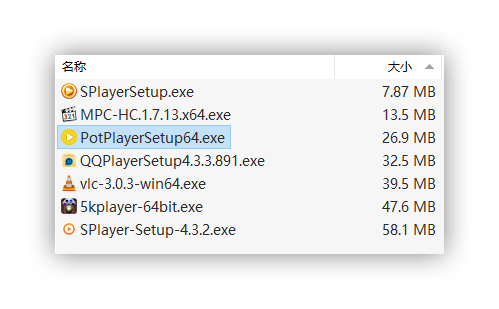 名称 大小
SPlayerSetup.exe 7.87 MB
MPC-HC.1.7.13.x64.exe 13.5 MB
PotPlayerSetup64.exe 26.9 MB
QQPlayerSetup4.3.3.891.exe 32.5 MB
vlc-3.0.3-win64.exe 39.5 MB
5kplayer-64bit.exe 47.6 MB
SPlayer-Setup-4.3.2.exe 58.1 MB